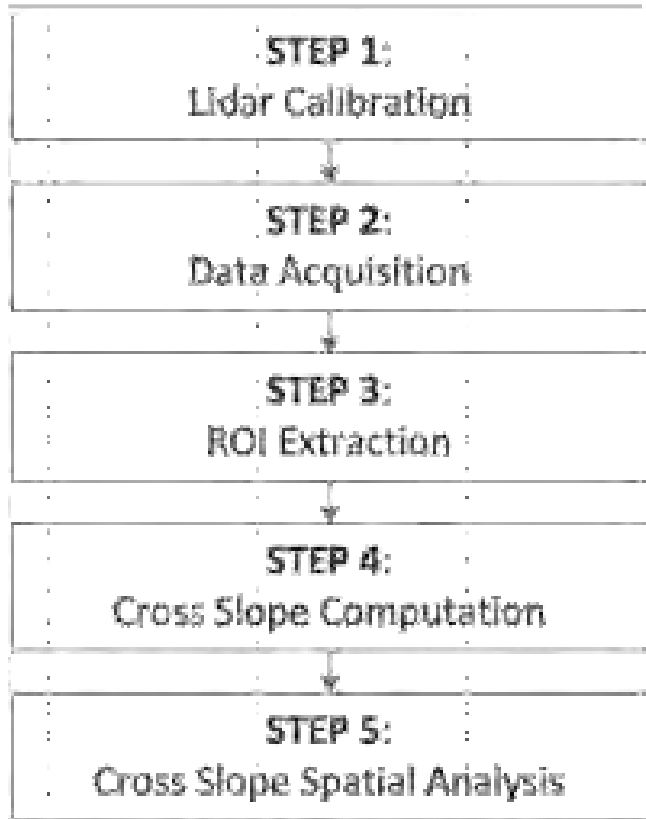 STEP 1:
Lidar Calibration
STEP 2:
Data Acquisition
STEP 3:
ROI Extraction
STEP 4:
Cross Slope Computation
STEP 5:
Cross Slope Spatial Analysis